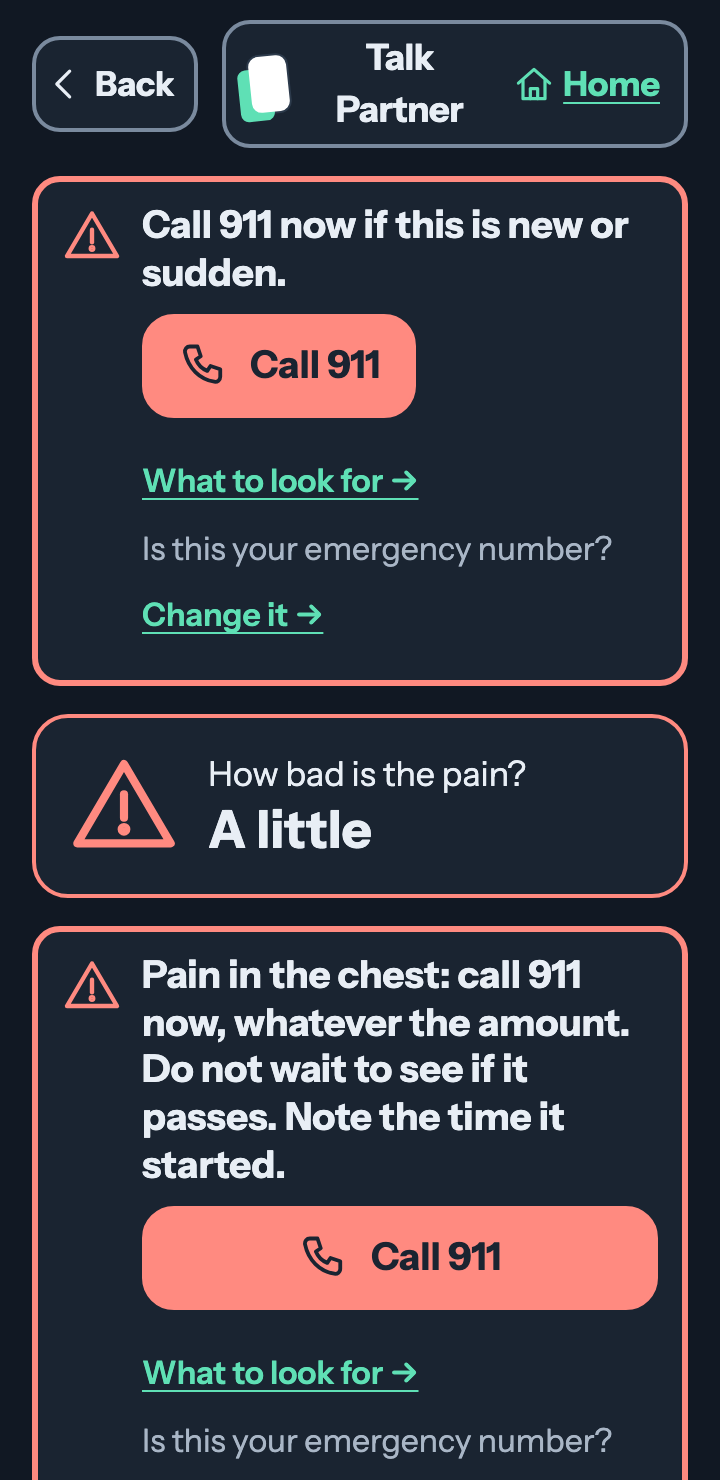 Back
Talk
Partner
Home
Call 911 now if this is new or
sudden.
Call 911
What to look for →
Is this your emergency number?
Change it →
How bad is the pain?
A little
Pain in the chest: call 911
now, whatever the amount.
Do not wait to see if it
passes. Note the time it
started.
Call 911
What to look for →
Is this your emergency number?